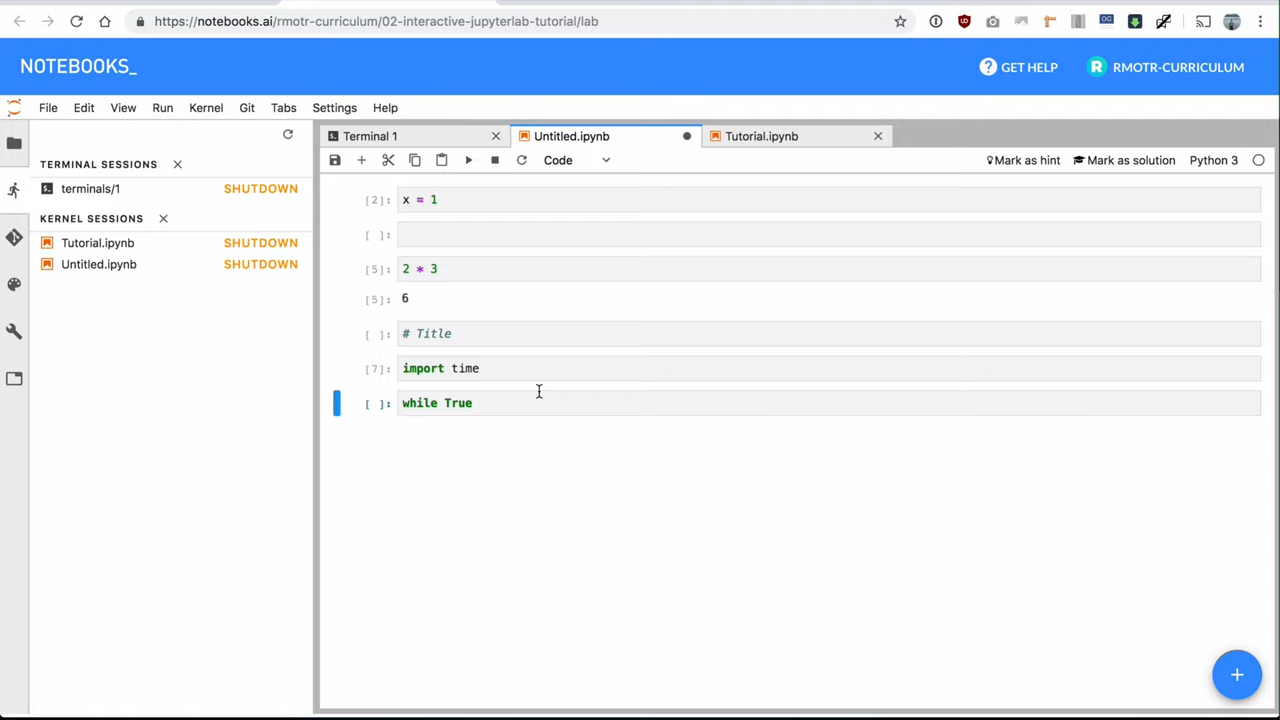 https://notebooks.ai/rmotr-curriculum/02-interactive-jupyterlab-tutorial/lab
NOTEBOOKS_
GET HELP
R RMOTR-CURRICULUM
File Edit View Run Kernel Git Tabs Settings Help
TERMINAL SESSIONS
terminals/1 SHUTDOWN
KERNEL SESSIONS
Tutorial.ipynb SHUTDOWN
Untitled.ipynb SHUTDOWN
Terminal 1
Untitled.ipynb
Tutorial.ipynb
Code
Mark as hint
Mark as solution
Python 3
[2]: x = 1
[ ]:
[5]: 2 * 3
[5]: 6
[ ]: # Title
[7]: import time
[ ]: while True